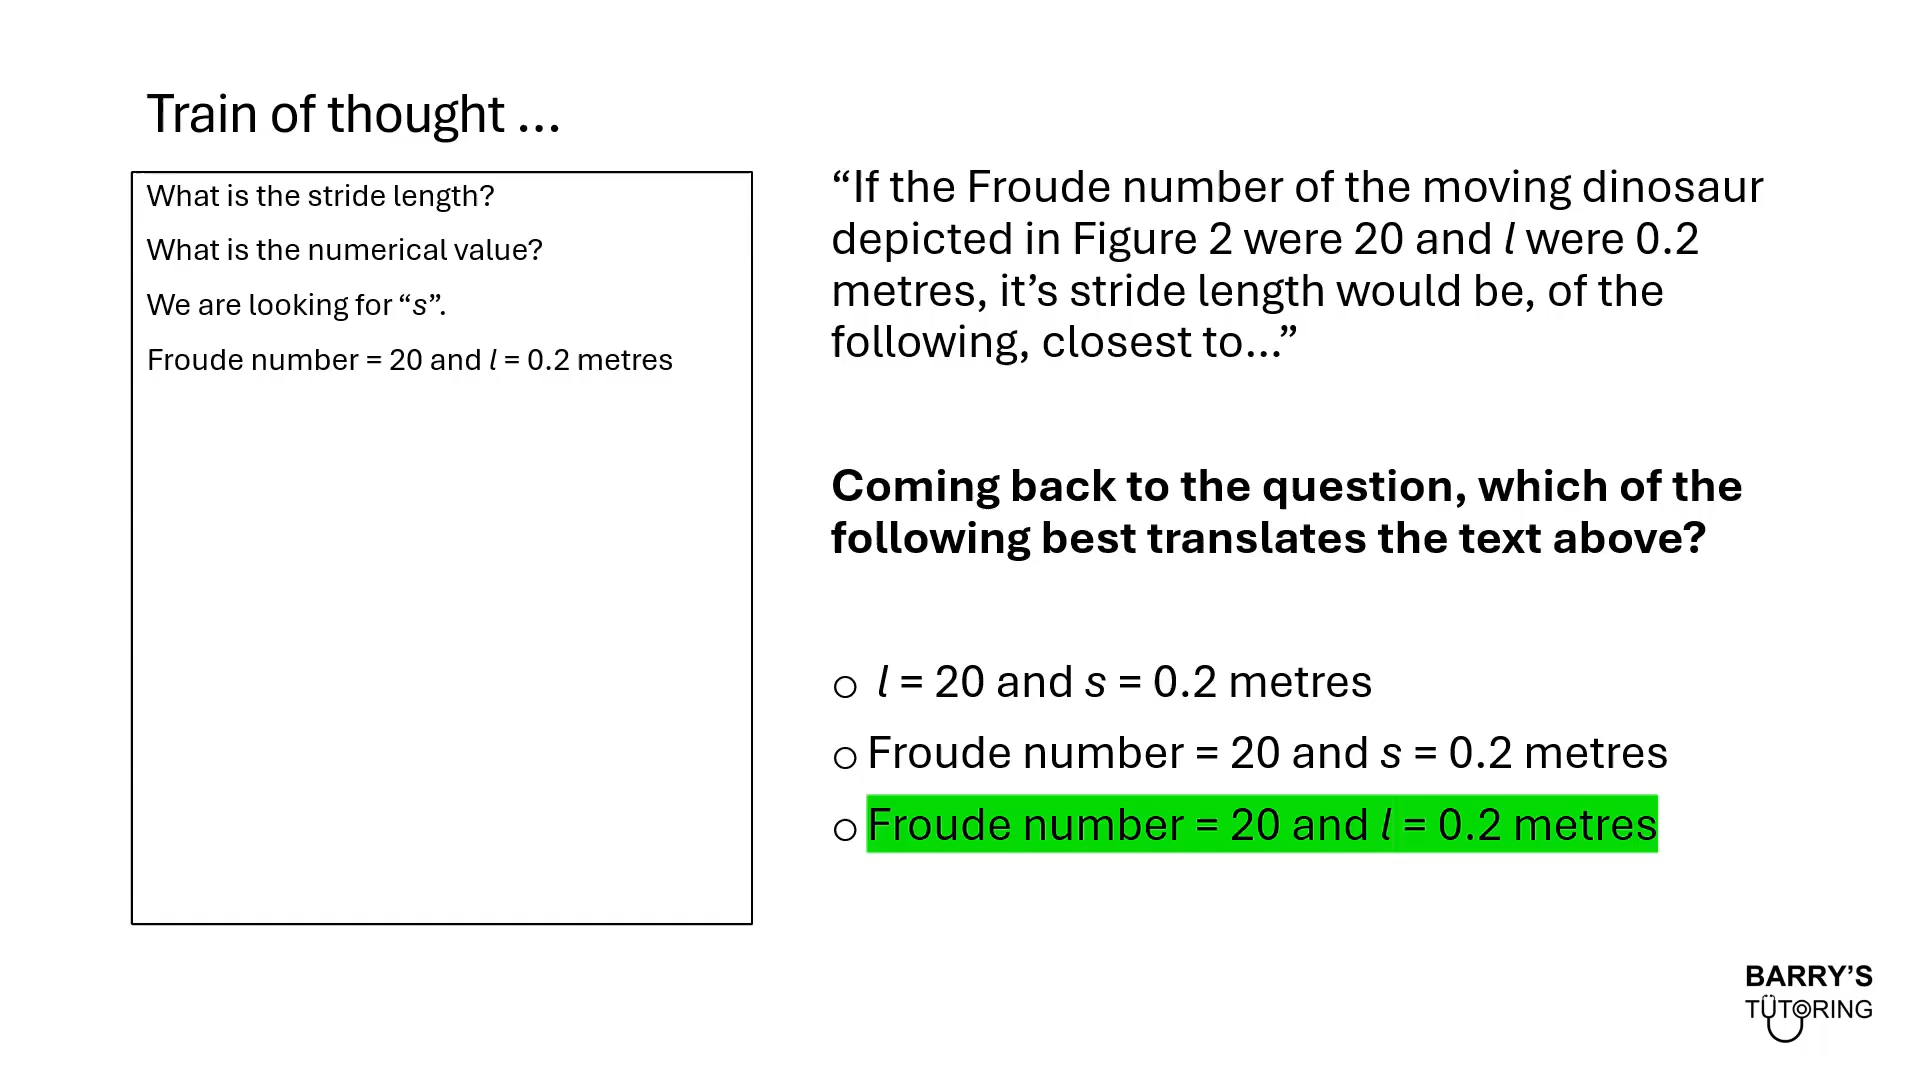 Train of thought ...
What is the stride length?
What is the numerical value?
We are looking for “s”.
Froude number = 20 and l = 0.2 metres
“If the Froude number of the moving dinosaur
depicted in Figure 2 were 20 and l were 0.2
metres, it’s stride length would be, of the
following, closest to...”
Coming back to the question, which of the
following best translates the text above?
l = 20 and s = 0.2 metres
Froude number = 20 and s = 0.2 metres
Froude number = 20 and l = 0.2 metres
BARRY’S
TÜTORING